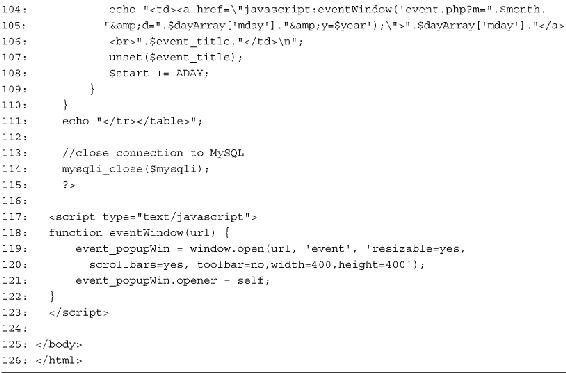 104:          echo "<td><a href=\"javascript:eventWindow('event.php?m=".$month.
105:          "&amp;d=".$dayArray['mday']."&amp;y=$year');\">".$dayArray['mday']."</a>
106:          <br>".$event_title."</td>\n";
107:          unset($event_title);
108:          $start += ADAY;
109:       }
110:    }
111:    echo "</tr></table>";
112:
113:    //close connection to MySQL
114:    mysqli_close($mysqli);
115:    ?>
116:
117:  <script type="text/javascript">
118:  function eventWindow(url) {
119:     event_popupWin = window.open(url, 'event', 'resizable=yes,
120:       scrollbars=yes, toolbar=no,width=400,height=400');
121:     event_popupWin.opener = self;
122:  }
123:  </script>
124:
125: </body>
126: </html>